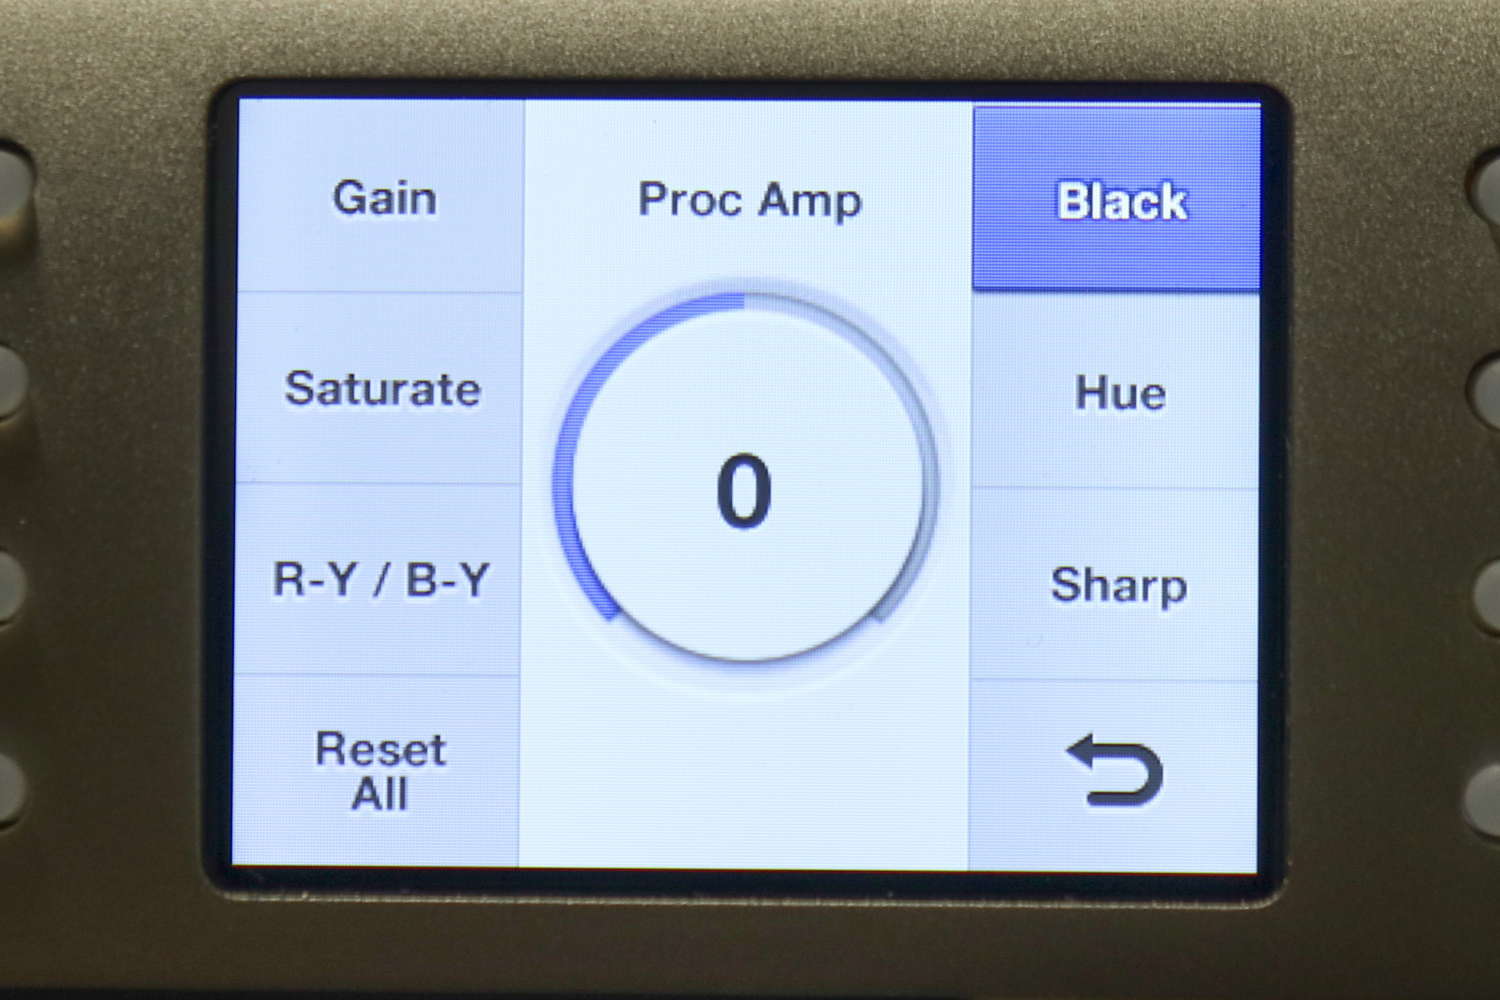 Gain
Proc Amp
Black
Saturate
Hue
0
R-Y / B-Y
Sharp
Reset
All